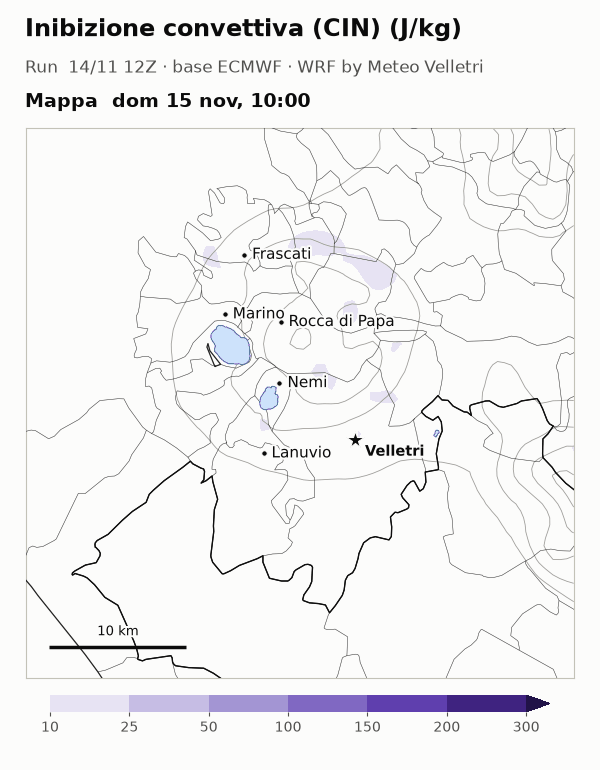 Inibizione convettiva (CIN) (J/kg)
Run  14/11 12Z · base ECMWF · WRF by Meteo Velletri
Mappa  dom 15 nov, 10:00
Frascati
Marino
Rocca di Papa
Nemi
Velletri
Lanuvio
10 km
10 25 50 100 150 200 300